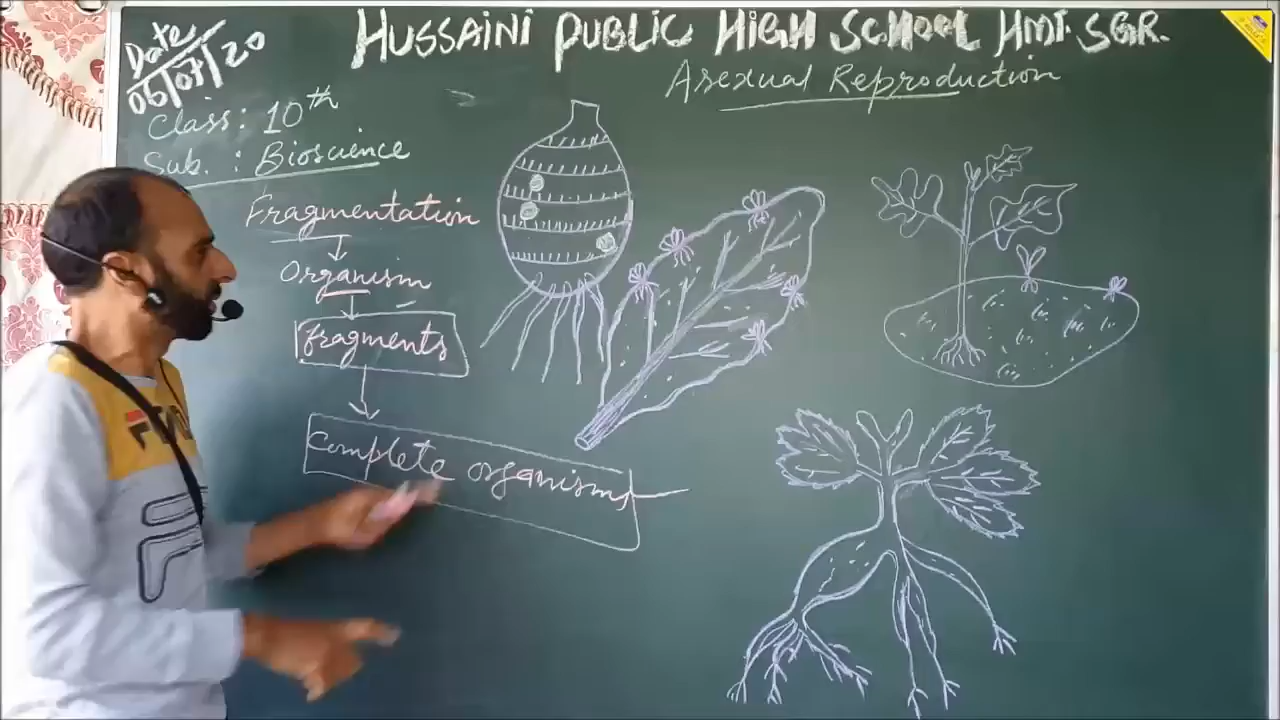 HUSSAINI PUBLIC HIGH SCHOOL HMT. SGR.
Date
06/07/20
Asexual Reproduction
Class: 10th
Sub. : Bioscience
Fragmentation
Organism
fragments
Complete organisms